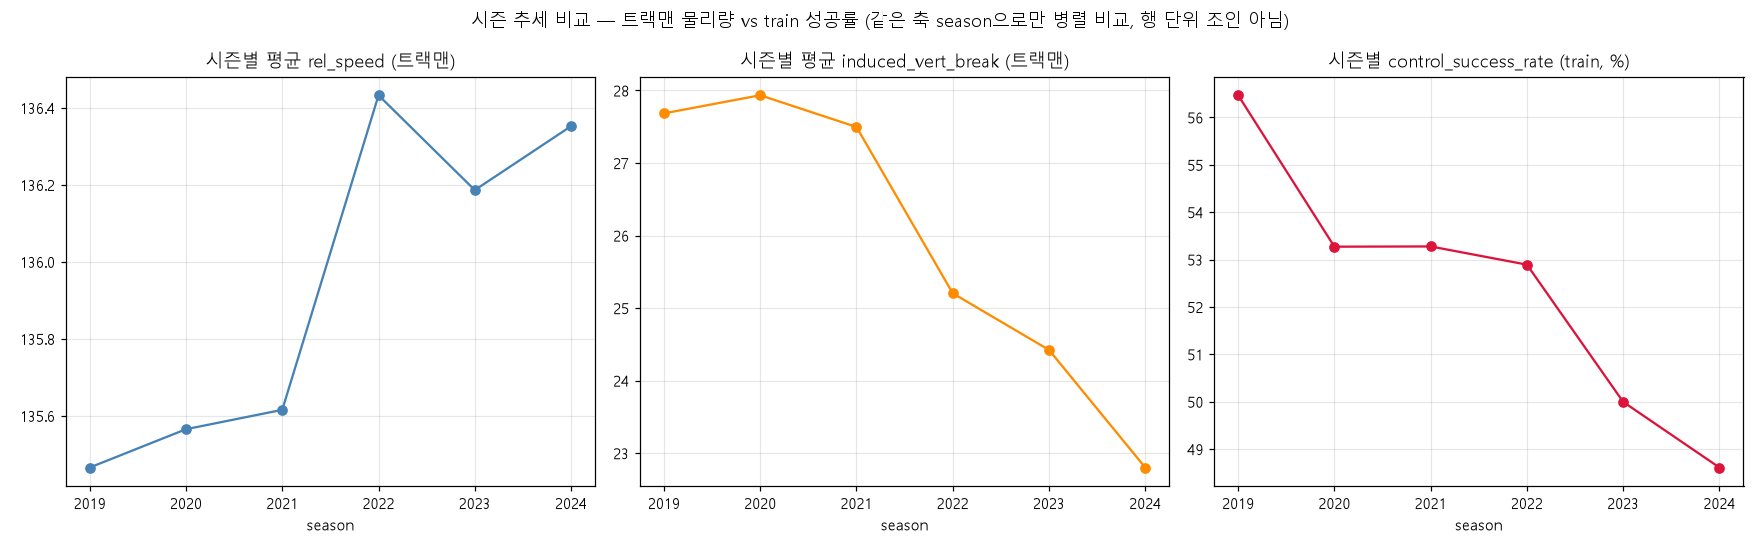 시즌 추세 비교 — 트랙맨 물리량 vs train 성공률 (같은 축 season으로만 병렬 비교, 행 단위 조인 아님)
시즌별 평균 rel_speed (트랙맨)
136.4
136.2
136.0
135.8
135.6
2019 2020 2021 2022 2023 2024
season
시즌별 평균 induced_vert_break (트랙맨)
28
27
26
25
24
23
2019 2020 2021 2022 2023 2024
season
시즌별 control_success_rate (train, %)
56
55
54
53
52
51
50
49
2019 2020 2021 2022 2023 2024
season